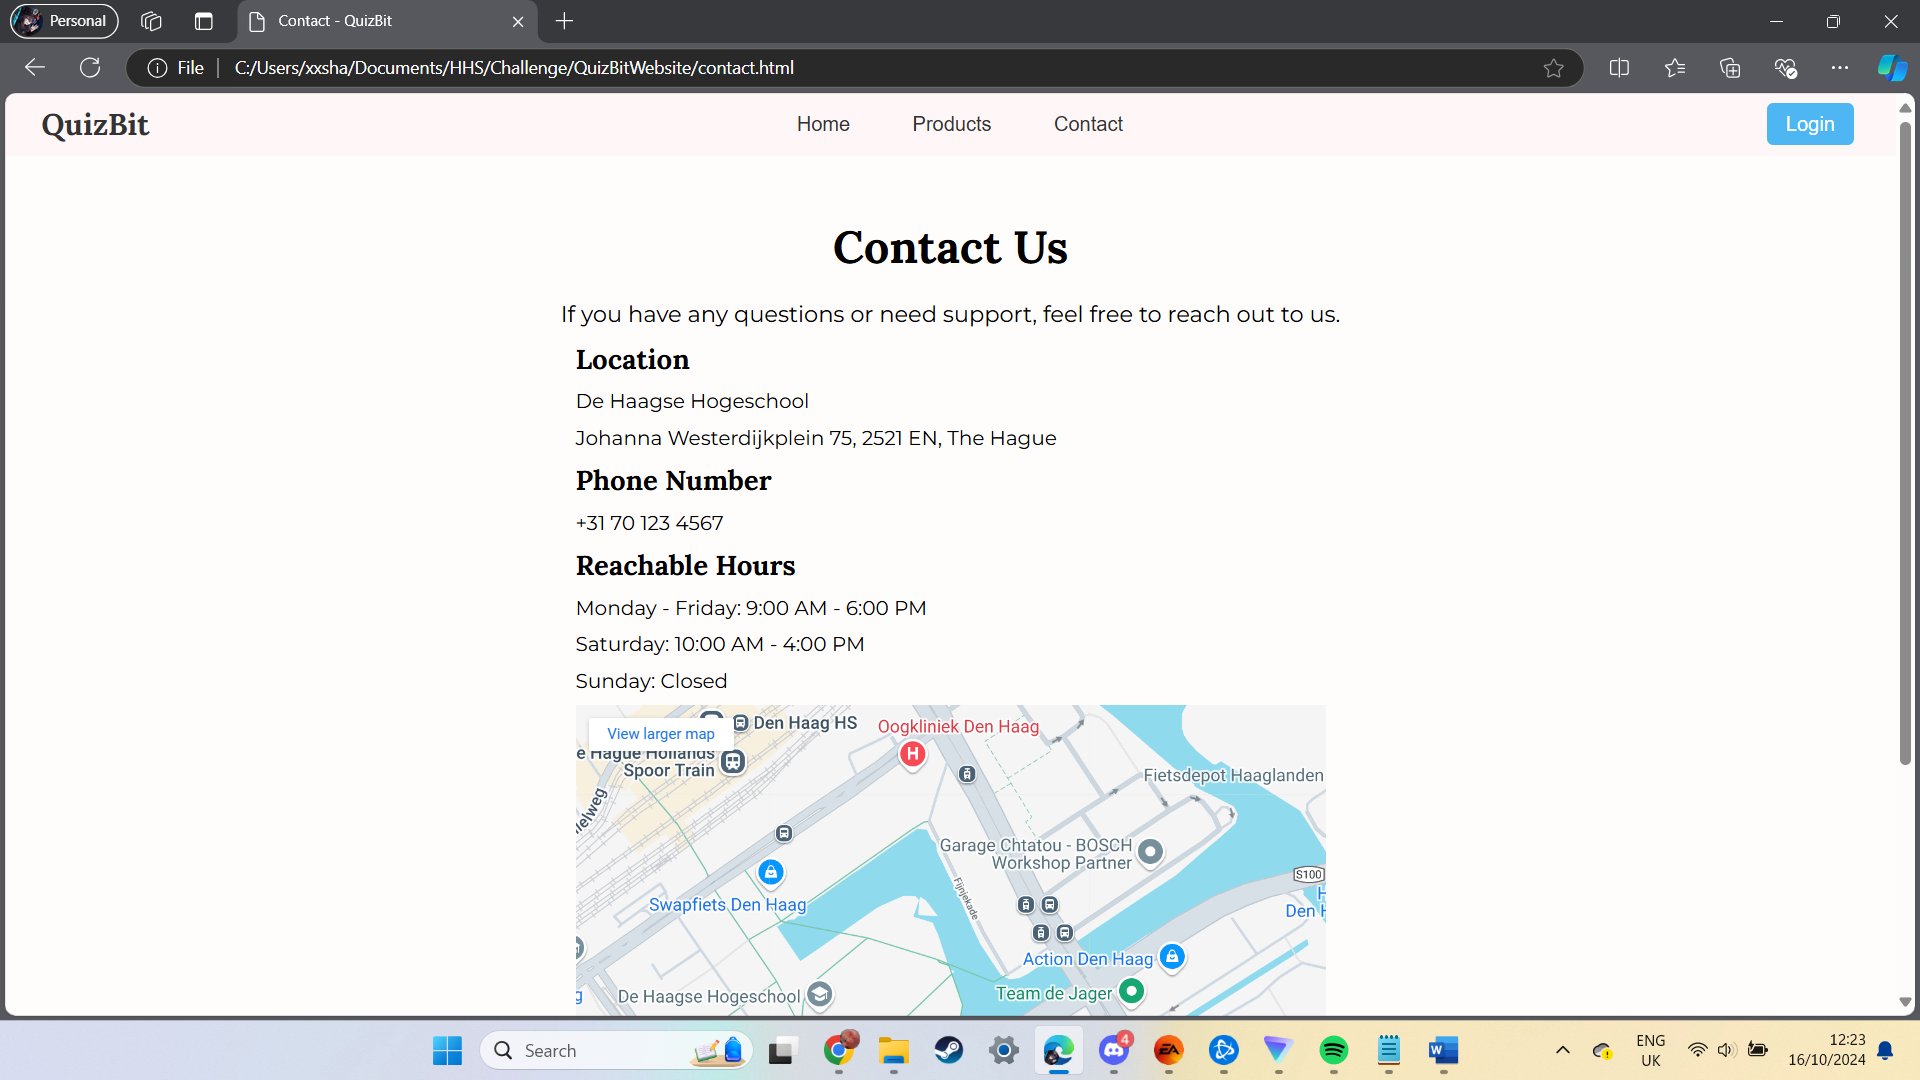 Personal
Contact - QuizBit
File
C:/Users/xxsha/Documents/HHS/Challenge/QuizBitWebsite/contact.html
QuizBit
Home
Products
Contact
Login
Contact Us
If you have any questions or need support, feel free to reach out to us.
Location
De Haagse Hogeschool
Johanna Westerdijkplein 75, 2521 EN, The Hague
Phone Number
+31 70 123 4567
Reachable Hours
Monday - Friday: 9:00 AM - 6:00 PM
Saturday: 10:00 AM - 4:00 PM
Sunday: Closed
Den Haag HS
Oogkliniek Den Haag
H
View larger map
e Hague Hollands
Spoor Train
Fietsdepot Haaglanden
Garage Chtatou - BOSCH
Workshop Partner
S100
Fijnjekade
Swapfiets Den Haag
Den H
Action Den Haag
De Haagse Hogeschool
Team de Jager
Search
4
EA
W
ENG
UK
12:23
16/10/2024